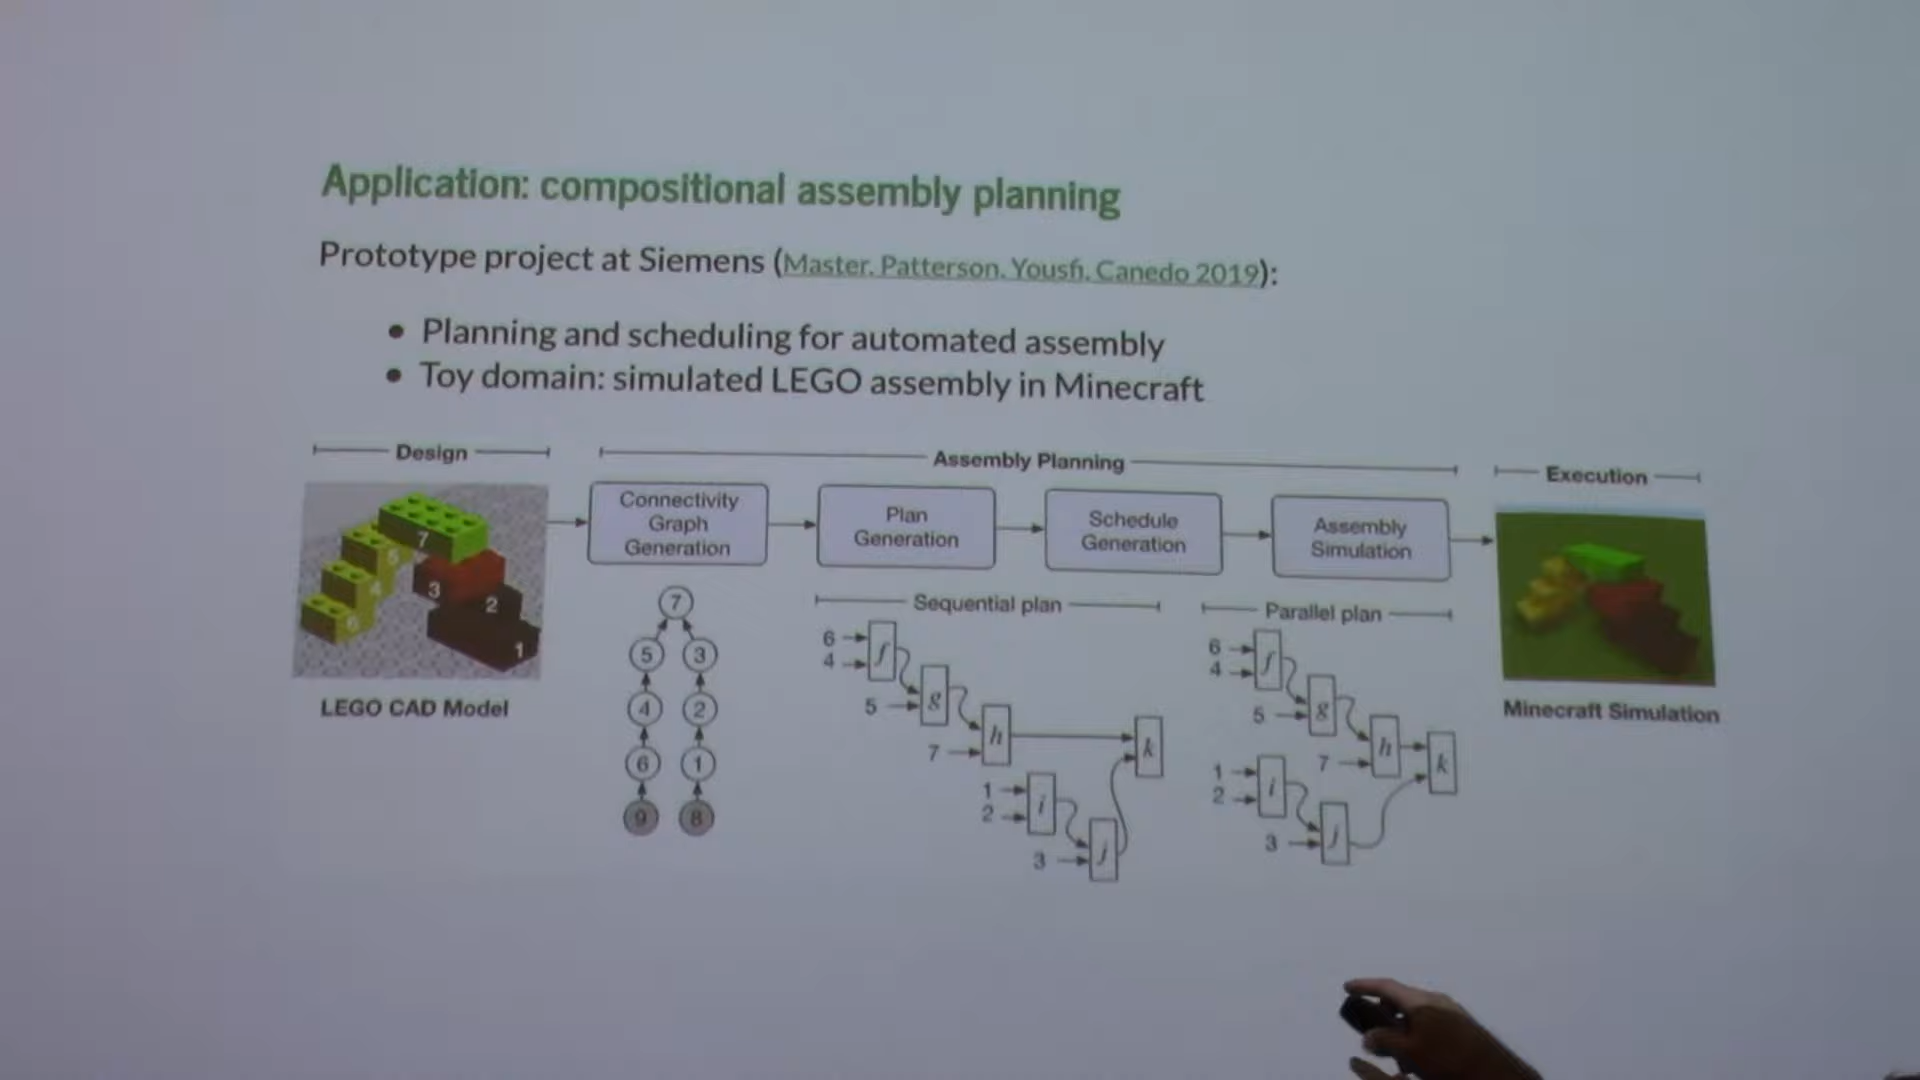 Application: compositional assembly planning
Prototype project at Siemens (Master, Patterson, Yousfi, Canedo 2019):
• Planning and scheduling for automated assembly
• Toy domain: simulated LEGO assembly in Minecraft
Design
Assembly Planning
Execution
7
5
4
6
3
2
1
LEGO CAD Model
Connectivity
Graph
Generation
Plan
Generation
Schedule
Generation
Assembly
Simulation
7
5 3
4 2
6 1
9 8
Sequential plan
6
4
f
5
g
7
h
1
2
i
3
j
k
Parallel plan
6
4
f
5
g
7
h
1
2
i
3
j
k
Minecraft Simulation